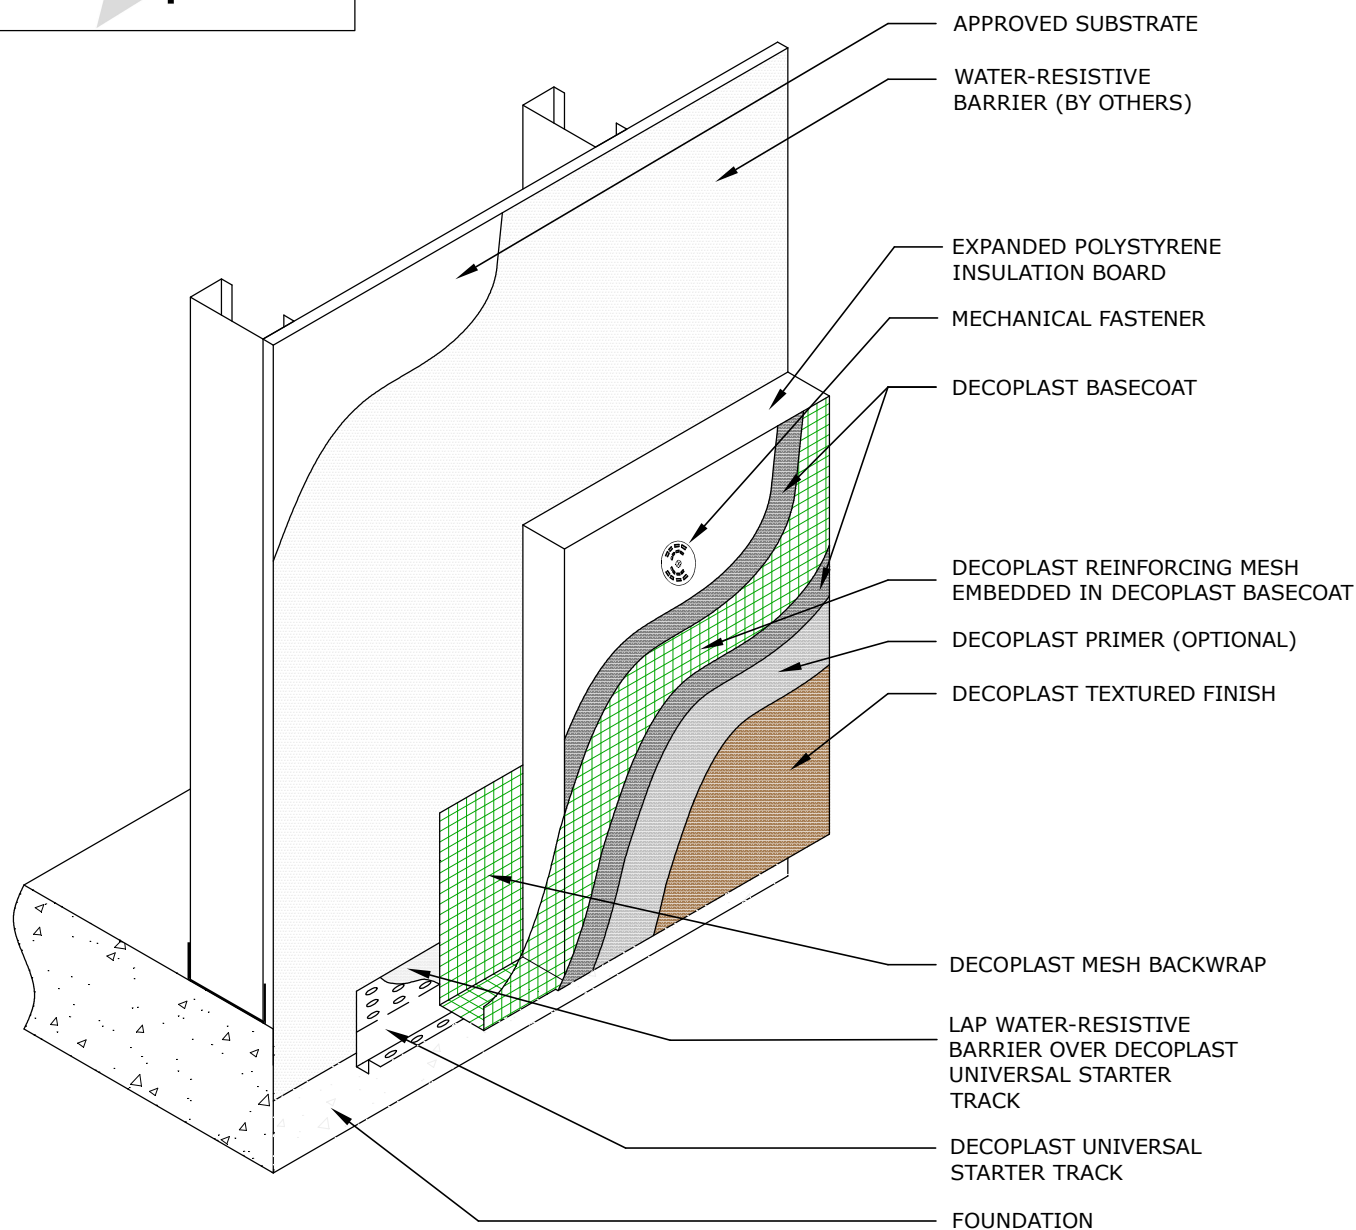 APPROVED SUBSTRATE
WATER-RESISTIVE
BARRIER (BY OTHERS)
EXPANDED POLYSTYRENE
INSULATION BOARD
MECHANICAL FASTENER
DECOPLAST BASECOAT
DECOPLAST REINFORCING MESH
EMBEDDED IN DECOPLAST BASECOAT
DECOPLAST PRIMER (OPTIONAL)
DECOPLAST TEXTURED FINISH
DECOPLAST MESH BACKWRAP
LAP WATER-RESISTIVE
BARRIER OVER DECOPLAST
UNIVERSAL STARTER
TRACK
DECOPLAST UNIVERSAL
STARTER TRACK
FOUNDATION